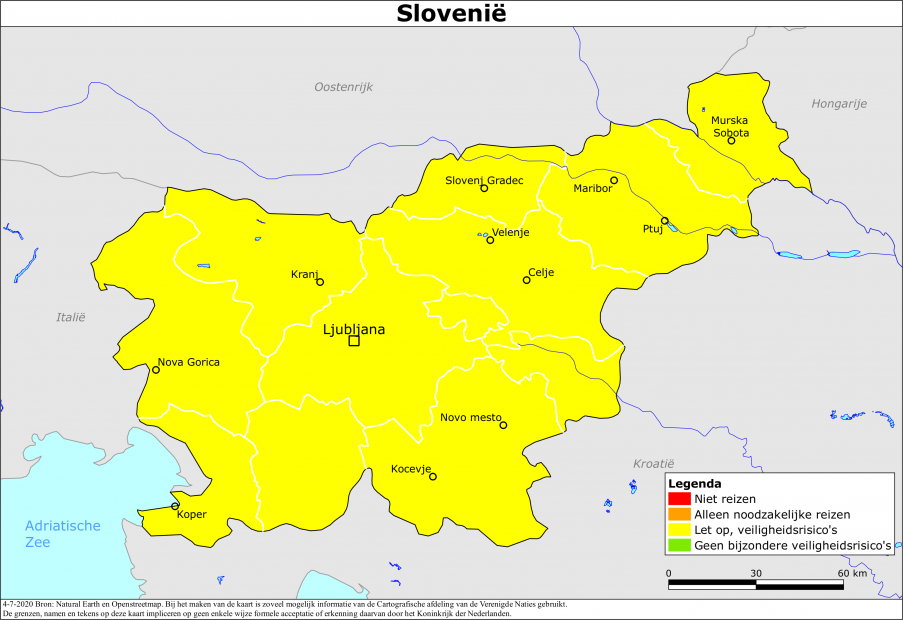 Slovenië
Oostenrijk
Hongarije
Murska
Sobota
Slovenj Gradec
Maribor
Ptuj
Velenje
Celje
Kranj
Italië
Ljubljana
Nova Gorica
Novo mesto
Kocevje
Kroatië
Koper
Adriatische
Zee
Legenda
Niet reizen
Alleen noodzakelijke reizen
Let op, veiligheidsrisico's
Geen bijzondere veiligheidsrisico's
0 30 60 km
4-7-2020 Bron: Natural Earth en Openstreetmap. Bij het maken van de kaart is zoveel mogelijk informatie van de Cartografische afdeling van de Verenigde Naties gebruikt.
De grenzen, namen en tekens op deze kaart impliceren op geen enkele wijze formele acceptatie of erkenning daarvan door het Koninkrijk der Nederlanden.